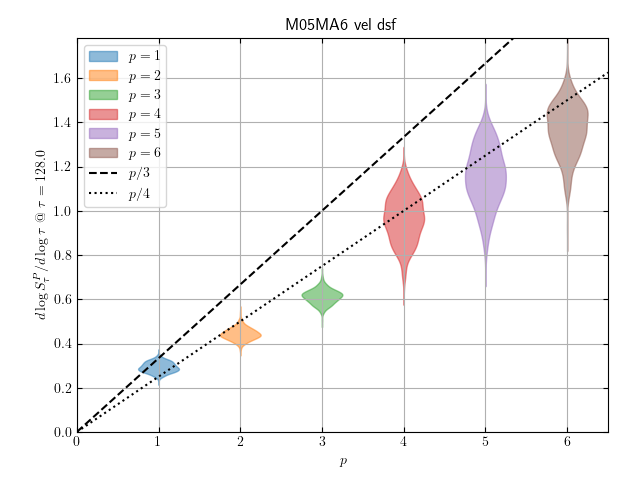 M05MA6 vel dsf
p = 1
p = 2
p = 3
p = 4
p = 5
p = 6
p/3
p/4
d log S_τ^P / d log τ @ τ = 128.0
1.6
1.4
1.2
1.0
0.8
0.6
0.4
0.2
0.0
0 1 2 3 4 5 6
p